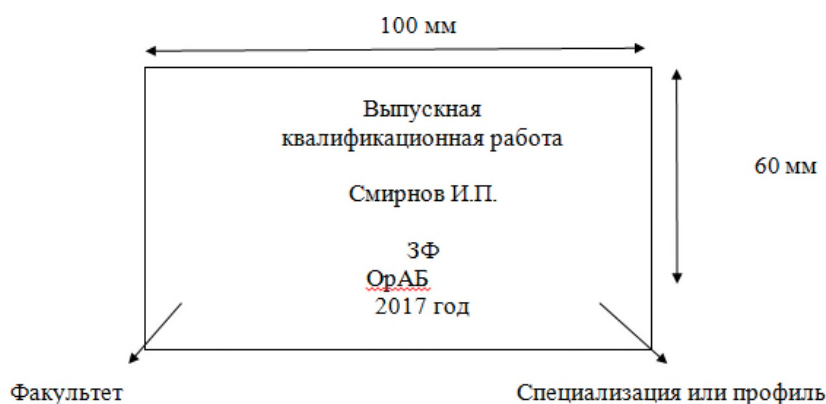 100 мм
Выпускная
квалификационная работа
60 мм
Смирнов И.П.
ЗФ
ОрАБ
2017 год
Факультет
Специализация или профиль